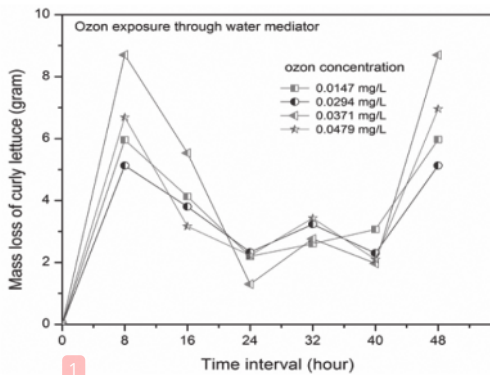 Ozon exposure through water mediator
ozon concentration
0.0147 mg/L
0.0294 mg/L
0.0371 mg/L
0.0479 mg/L
Mass loss of curly lettuce (gram)
10
8
6
4
2
0
0 8 16 24 32 40 48
1
Time interval (hour)